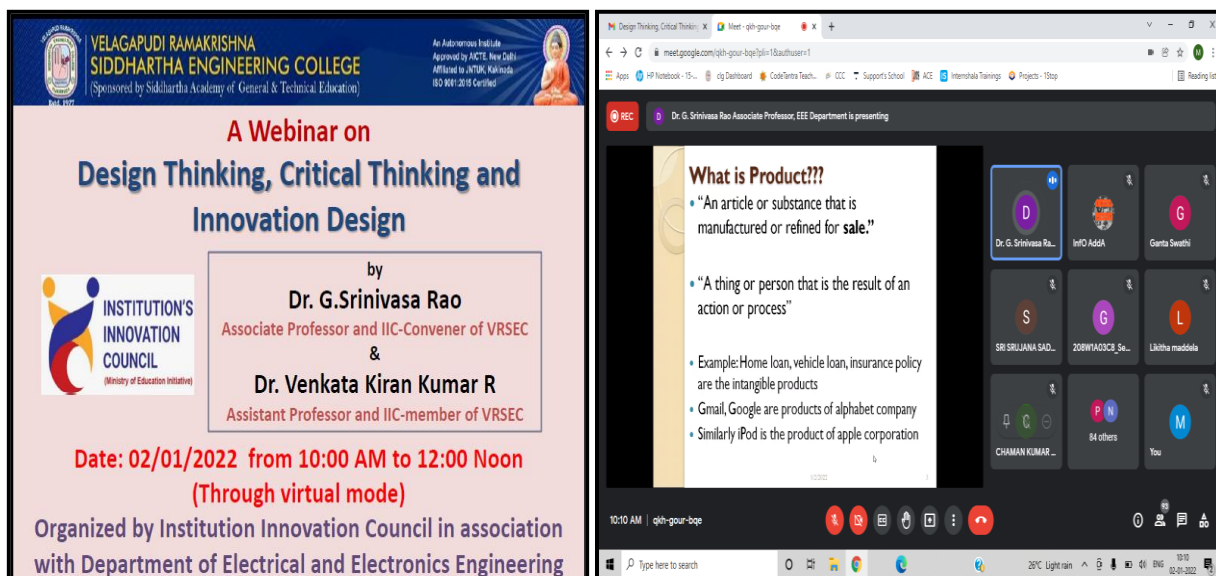 VELAGAPUDI RAMAKRISHNA
SIDDHARTHA ENGINEERING COLLEGE
(Sponsored by Siddhartha Academy of General & Technical Education)
Estd. 1977
An Autonomous Institute
Approved by AICTE, New Delhi
Affiliated to JNTUK, Kakinada
ISO 9001:2015 Certified
A Webinar on
Design Thinking, Critical Thinking and
Innovation Design
INSTITUTION'S
INNOVATION
COUNCIL
(Ministry of Education Initiative)
by
Dr. G.Srinivasa Rao
Associate Professor and IIC-Convener of VRSEC
&
Dr. Venkata Kiran Kumar R
Assistant Professor and IIC-member of VRSEC
Date: 02/01/2022 from 10:00 AM to 12:00 Noon
(Through virtual mode)
Organized by Institution Innovation Council in association
with Department of Electrical and Electronics Engineering
Design Thinking, Critical Thinkin
Meet - qkh-gour-bqe
meet.google.com/qkh-gour-bqe?pli=1&authuser=1
M
Apps HP Notebook - 15-... clg Dashboard CodeTantra Teach... CCC Support's School ACE Internshala Trainings Projects - 1Stop Reading list
REC
D Dr. G. Srinivasa Rao Associate Professor, EEE Department is presenting
What is Product???
• “An article or substance that is
manufactured or refined for sale.”
• “A thing or person that is the result of an
action or process”
• Example: Home loan, vehicle loan, insurance policy
are the intangible products
• Gmail, Google are products of alphabet company
• Similarly iPod is the product of apple corporation
D
Dr. G. Srinivasa Ra...
InfO AddA
G
Ganta Swathi
S
SRI SRUJANA SAD...
G
208W1A03C8_Se...
L
Likitha maddela
C
CHAMAN KUMAR ...
P N
84 others
M
You
10:10 AM | qkh-gour-bqe
93
Type here to search
26°C Light rain
ENG
10:10
02-01-2022